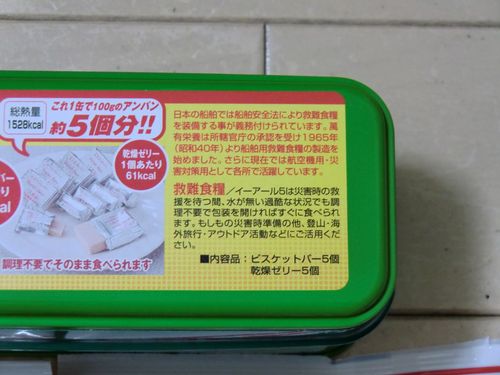 総熱量
1528kcal
これ1缶で100gのアンパン
約5個分!!
乾燥ゼリー
1個あたり
61kcal
調理不要でそのまま食べられます
日本の船舶では船舶安全法により救難食糧
を装備する事が義務付けられています。萬
有栄養は所轄官庁の承認を受け1965年
(昭和40年)より船舶用救難食糧の製造を
始めました。さらに現在では航空機用・災
害対策用として各所で活躍しています。
救難食糧/イーアール5は災害時の救
援を待つ間、水が無い過酷な状況でも調
理不要で包装を開ければすぐに食べられま
す。もしもの災害時準備の他、登山・海
外旅行・アウトドア活動などにご活用くだ
さい。
■内容品:ビスケットバー5個
乾燥ゼリー5個